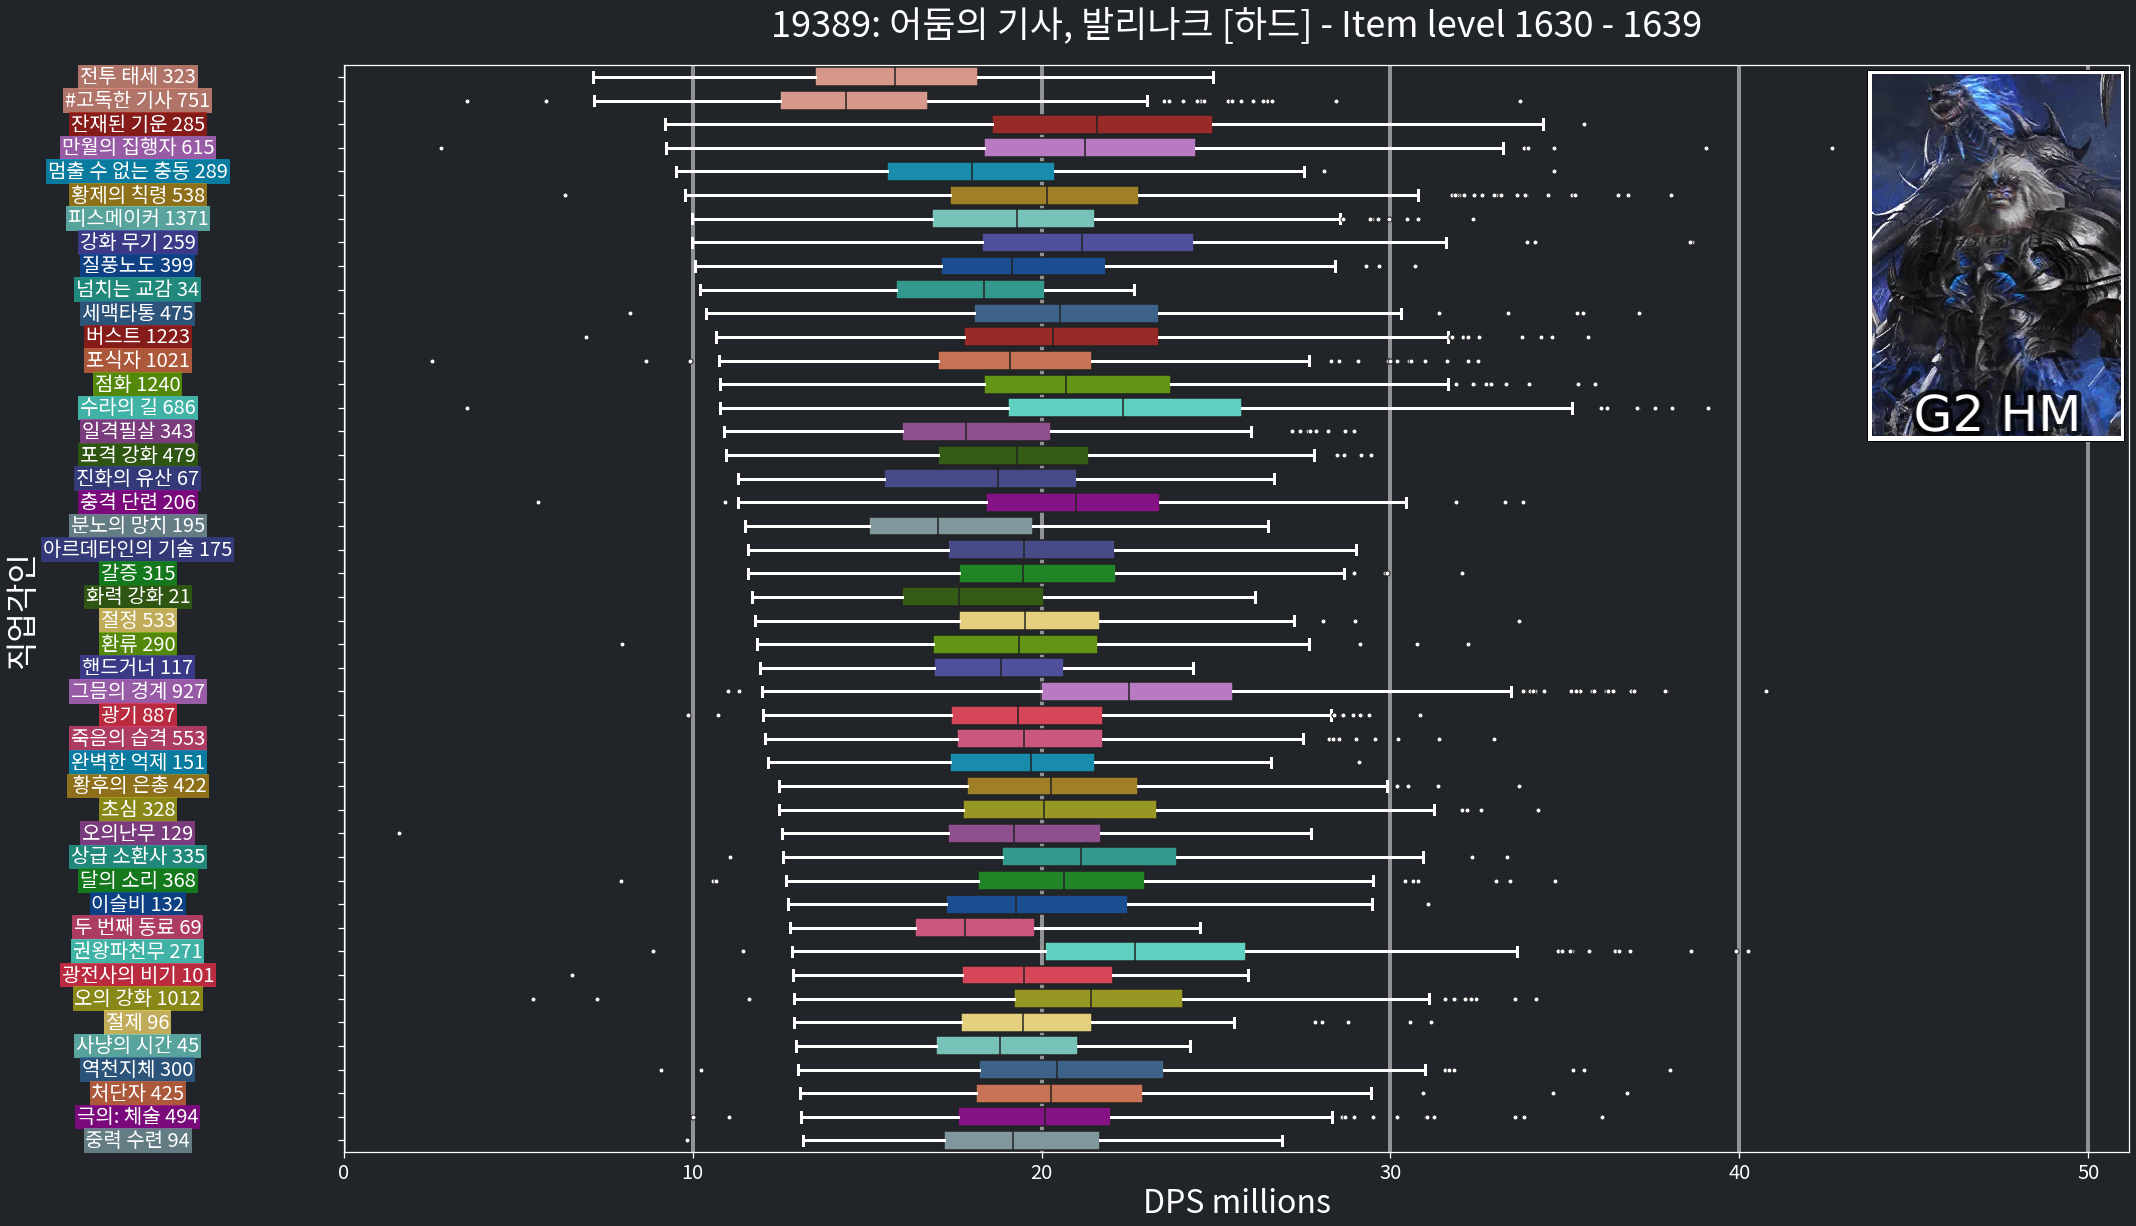 19389: 어둠의 기사, 발리나크 [하드] - Item level 1630 - 1639
전투 태세 323
#고독한 기사 751
잔재된 기운 285
만월의 집행자 615
멈출 수 없는 충동 289
황제의 칙령 538
피스메이커 1371
강화 무기 259
질풍노도 399
넘치는 교감 34
세맥타통 475
버스트 1223
포식자 1021
점화 1240
수라의 길 686
일격필살 343
포격 강화 479
진화의 유산 67
충격 단련 206
분노의 망치 195
아르데타인의 기술 175
갈증 315
화력 강화 21
절정 533
환류 290
핸드거너 117
그믐의 경계 927
광기 887
죽음의 습격 553
완벽한 억제 151
황후의 은총 422
초심 328
오의난무 129
상급 소환사 335
달의 소리 368
이슬비 132
두 번째 동료 69
권왕파천무 271
광전사의 비기 101
오의 강화 1012
절제 96
사냥의 시간 45
역천지체 300
처단자 425
극의: 체술 494
중력 수련 94
직업각인
G2 HM
0 10 20 30 40 50
DPS millions